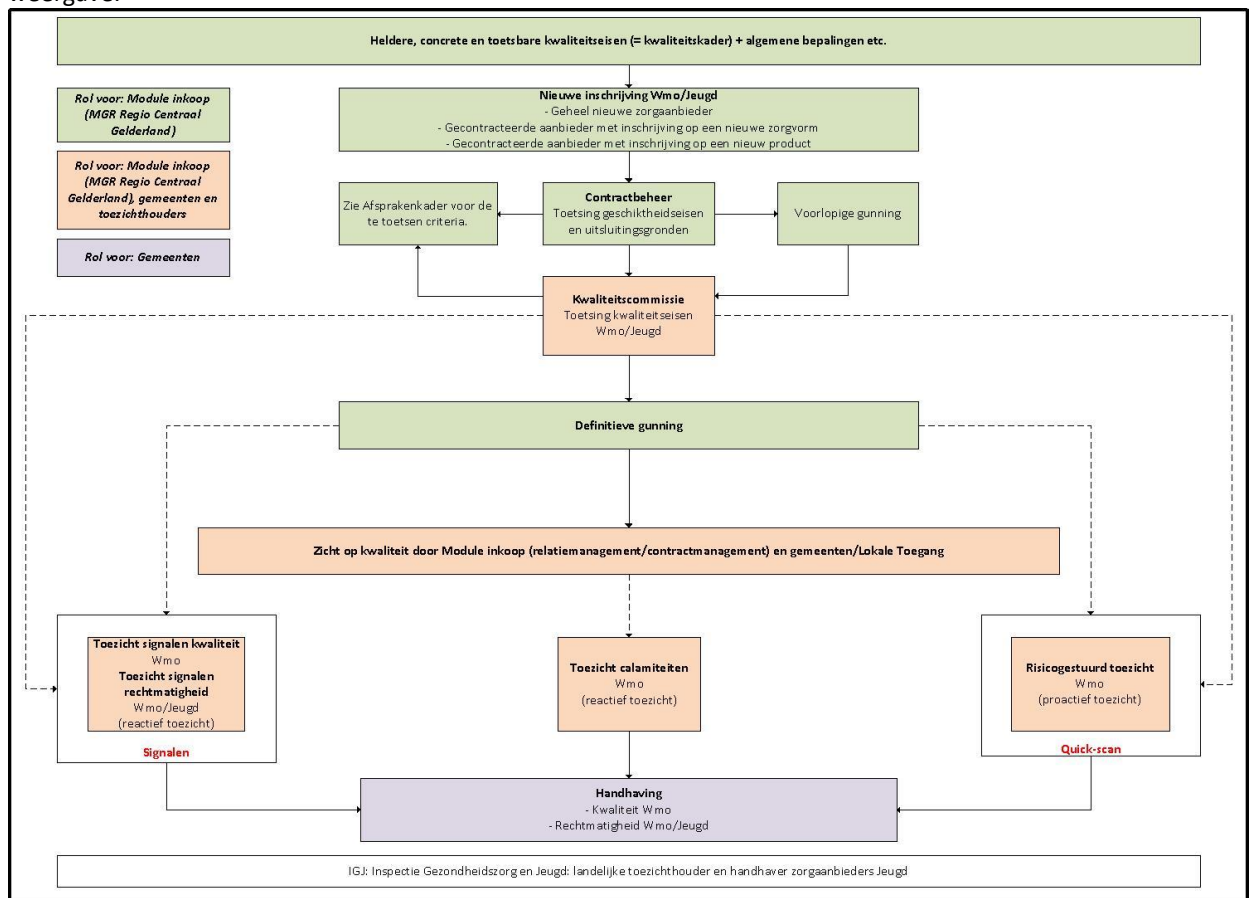 Heldere, concrete en toetsbare kwaliteitseisen (= kwaliteitskader) + algemene bepalingen etc.
Rol voor: Module inkoop
(MGR Regio Centraal
Gelderland)
Nieuwe inschrijving Wmo/Jeugd
- Geheel nieuwe zorgaanbieder
- Gecontracteerde aanbieder met inschrijving op een nieuwe zorgvorm
- Gecontracteerde aanbieder met inschrijving op een nieuw product
Rol voor: Module inkoop
(MGR Regio Centraal
Gelderland), gemeenten en
toezichthouders
Rol voor: Gemeenten
Zie Afsprakenkader voor de
te toetsen criteria.
Contractbeheer
Toetsing geschiktheidseisen
en uitsluitingsgronden
Voorlopige gunning
Kwaliteitscommissie
Toetsing kwaliteitseisen
Wmo/Jeugd
Definitieve gunning
Zicht op kwaliteit door Module inkoop (relatiemanagement/contractmanagement) en gemeenten/Lokale Toegang
Toezicht signalen kwaliteit
Wmo
Toezicht signalen
rechtmatigheid
Wmo/Jeugd
(reactief toezicht)
Signalen
Toezicht calamiteiten
Wmo
(reactief toezicht)
Risicogestuurd toezicht
Wmo
(proactief toezicht)
Quick-scan
Handhaving
- Kwaliteit Wmo
- Rechtmatigheid Wmo/Jeugd
IGJ: Inspectie Gezondheidszorg en Jeugd: landelijke toezichthouder en handhaver zorgaanbieders Jeugd